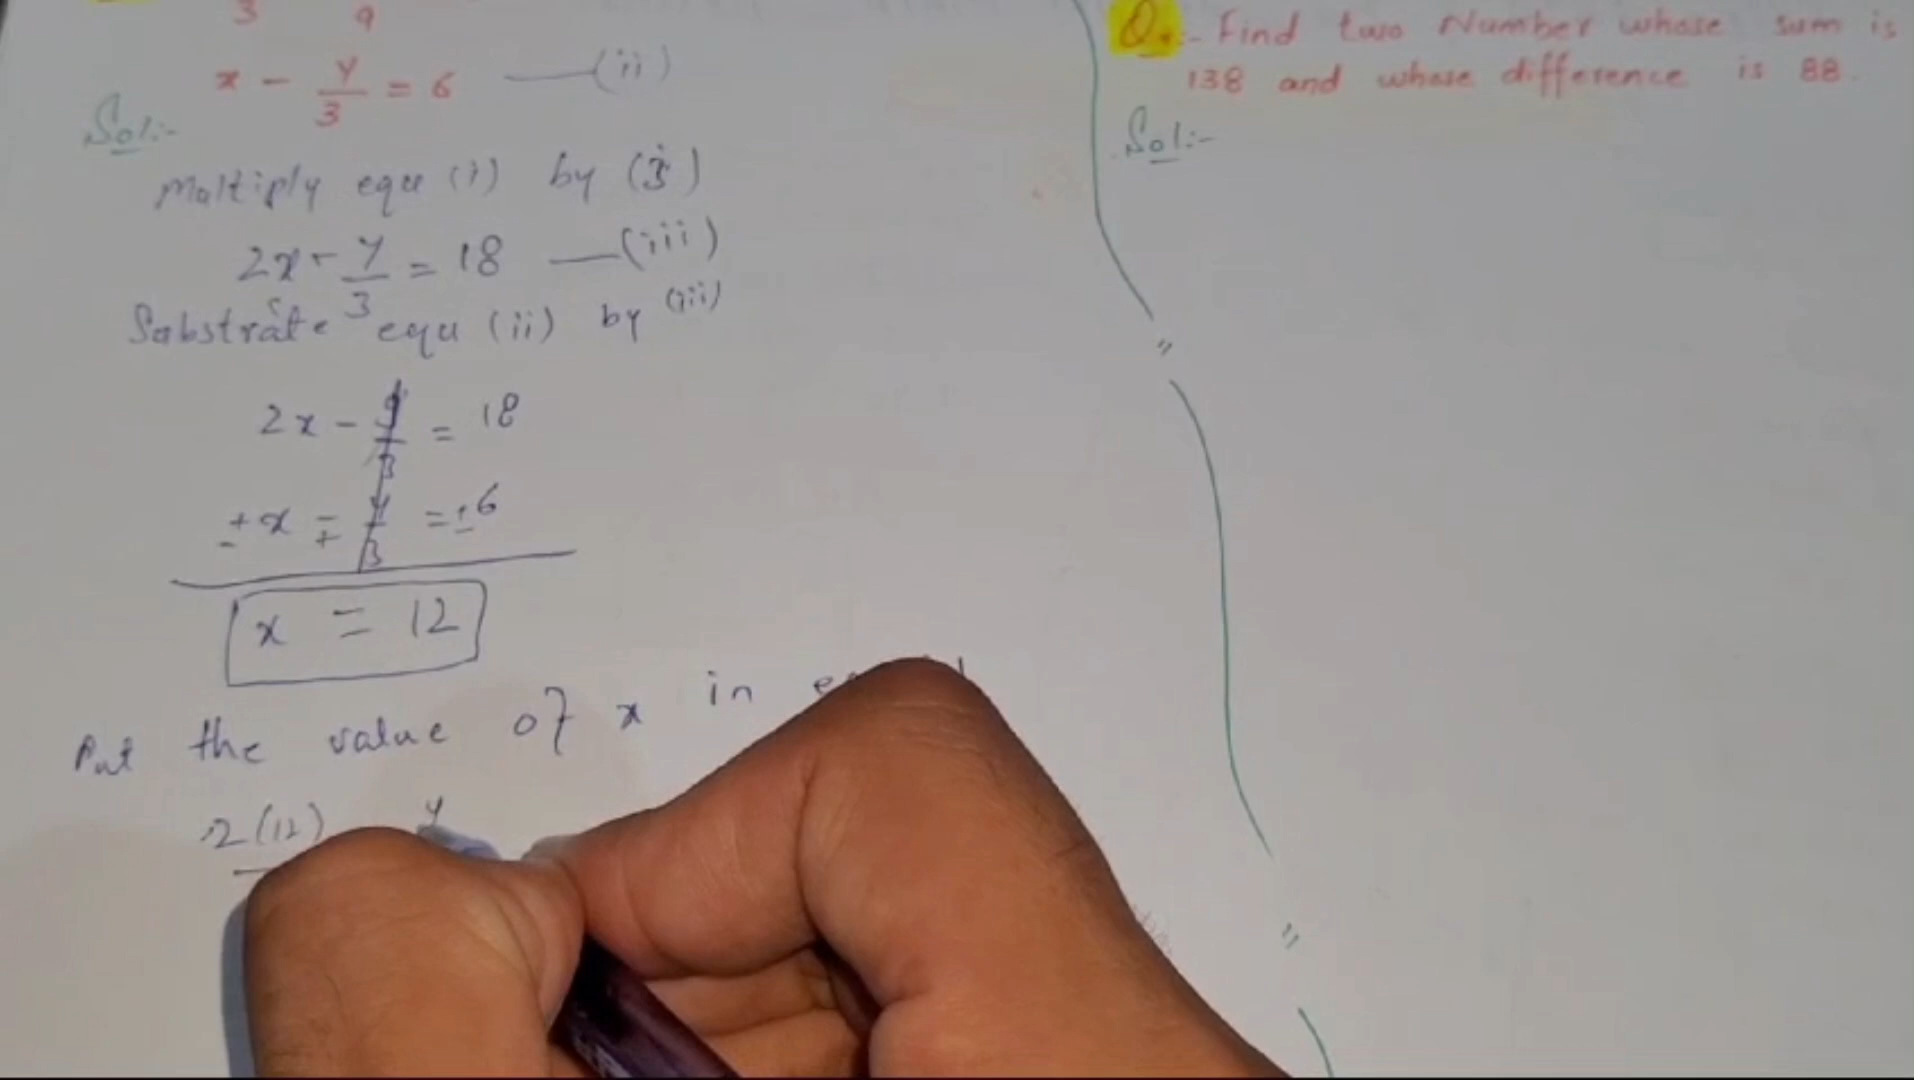 3 9
x - y/3 = 6 —(ii)
Sol:-
Multiply equ (i) by (3)
2x - y/3 = 18 —(iii)
Substrate equ (ii) by (iii)
2x - y/3 = 18
± x ∓ y/3 = ± 6
x = 12
Put the value of x in
2(12) y
Q.:- Find two Number whose sum is
138 and whose difference is 88.
Sol:-